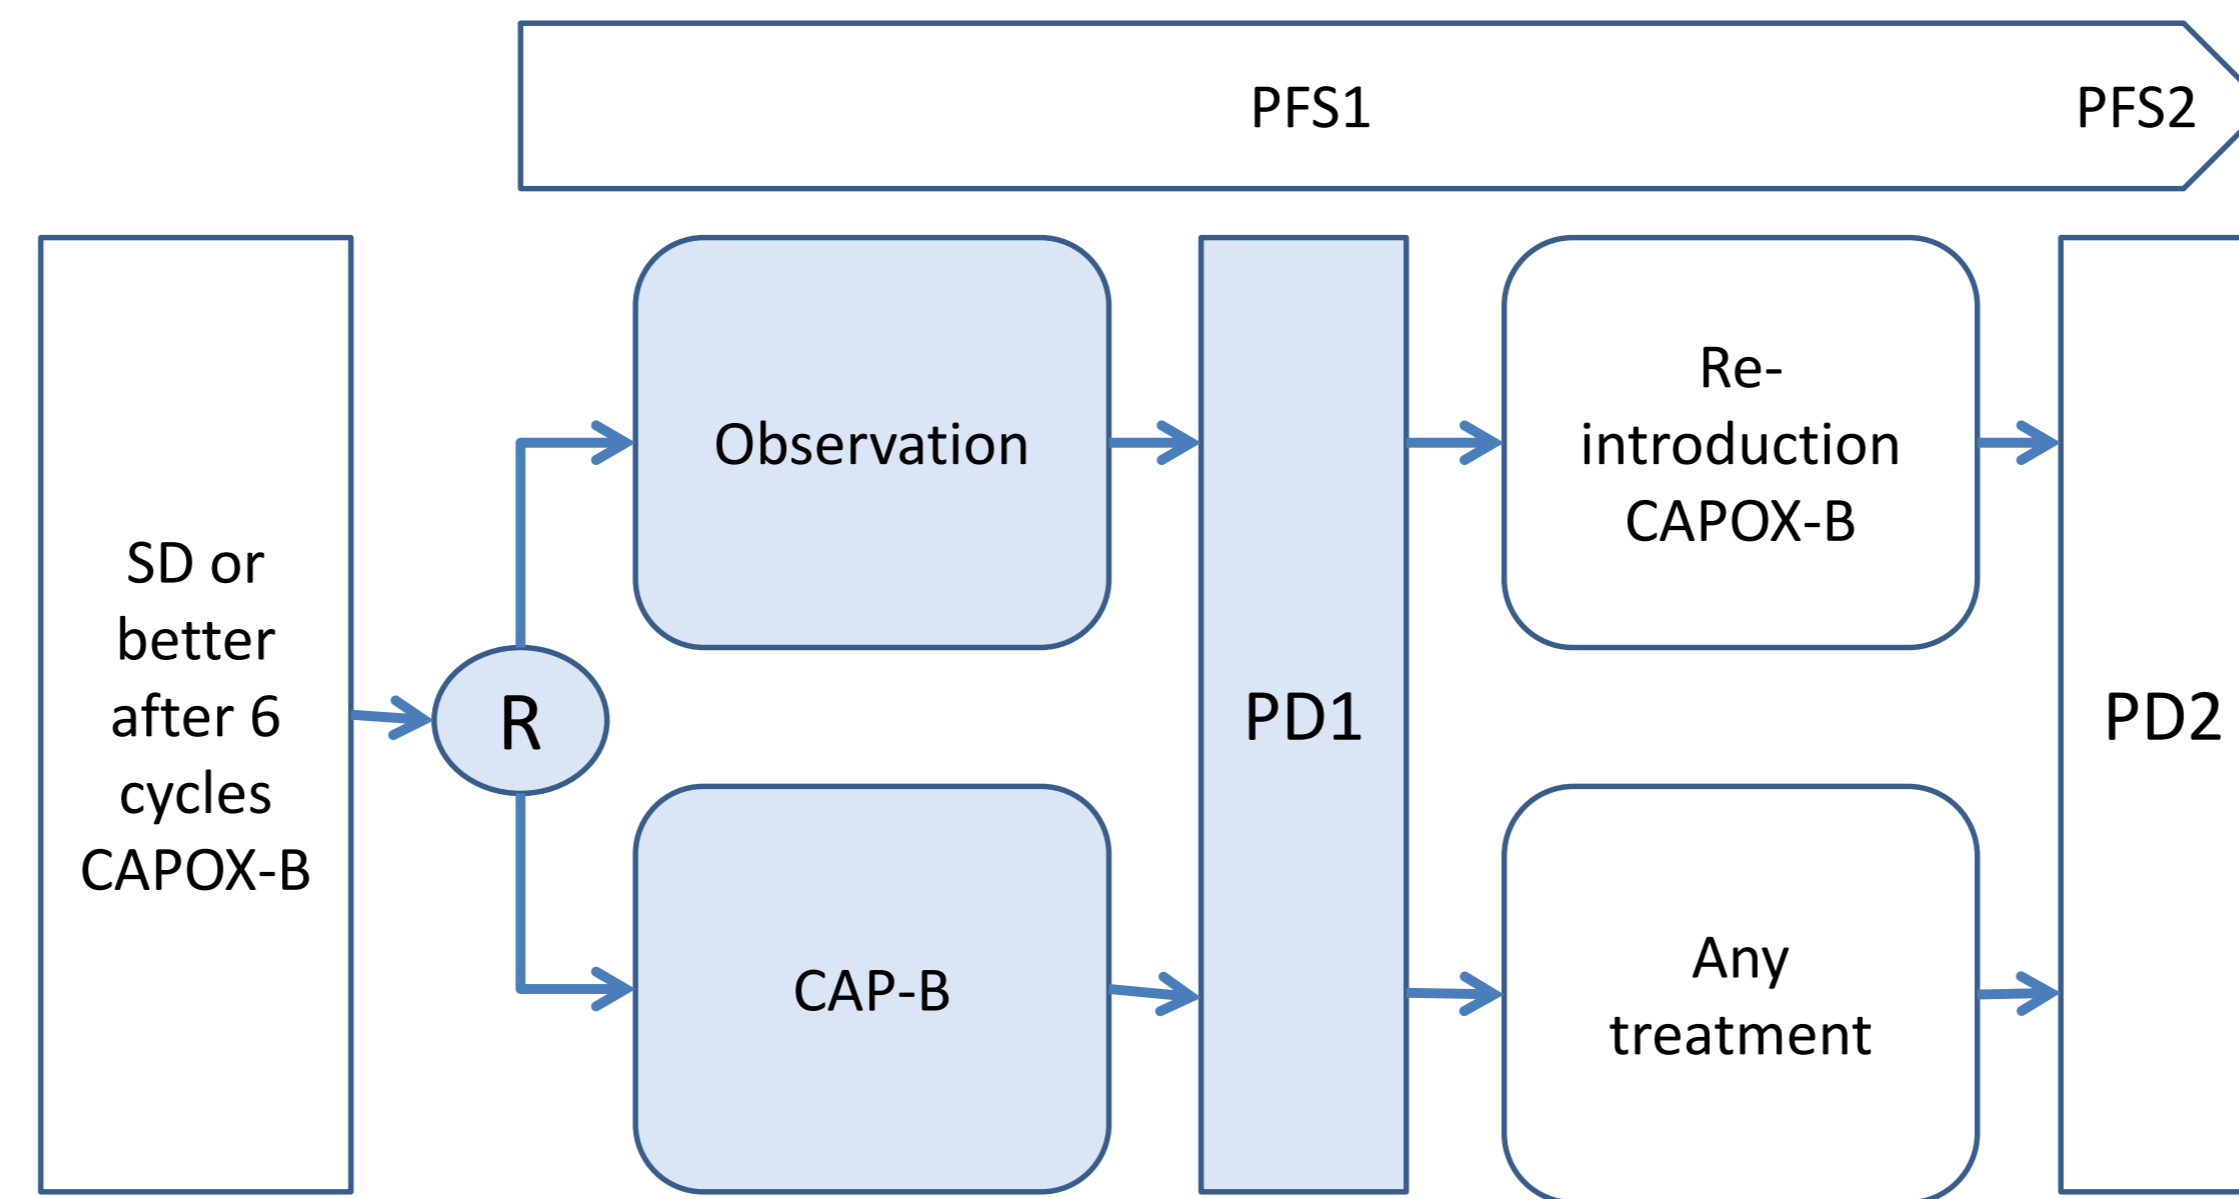 PFS1
PFS2
SD or
better
after 6
cycles
CAPOX-B
R
Observation
CAP-B
PD1
Re-
introduction
CAPOX-B
Any
treatment
PD2